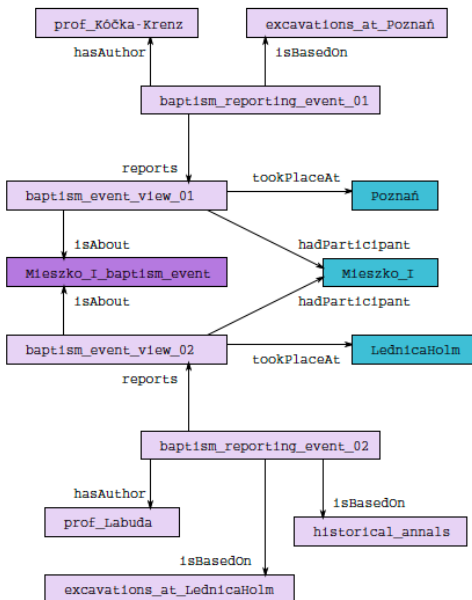 prof_Kóčka-Krenz
excavations_at_Poznań
hasAuthor
isBasedOn
baptism_reporting_event_01
reports
tookPlaceAt
baptism_event_view_01
Poznań
isAbout
hadParticipant
Mieszko_I_baptism_event
Mieszko_I
isAbout
hadParticipant
baptism_event_view_02
LednicaHolm
tookPlaceAt
reports
baptism_reporting_event_02
hasAuthor
isBasedOn
prof_Labuda
historical_annals
isBasedOn
excavations_at_LednicaHolm